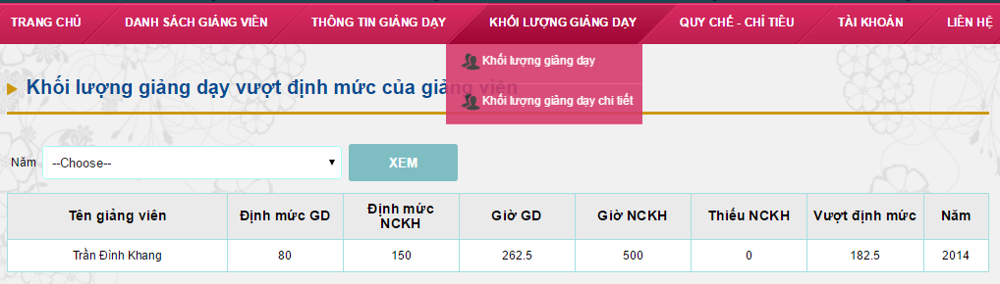 TRANG CHỦ DANH SÁCH GIẢNG VIÊN THÔNG TIN GIẢNG DẠY KHỐI LƯỢNG GIẢNG DẠY QUY CHẾ - CHỈ TIÊU TÀI KHOẢN LIÊN HỆ
Khối lượng giảng dạy
Khối lượng giảng dạy vượt định mức của giảng viên
Khối lượng giảng dạy chi tiết
Năm --Choose-- XEM
Tên giảng viên Định mức GD Định mức NCKH Giờ GD Giờ NCKH Thiếu NCKH Vượt định mức Năm
Trần Đình Khang 80 150 262.5 500 0 182.5 2014